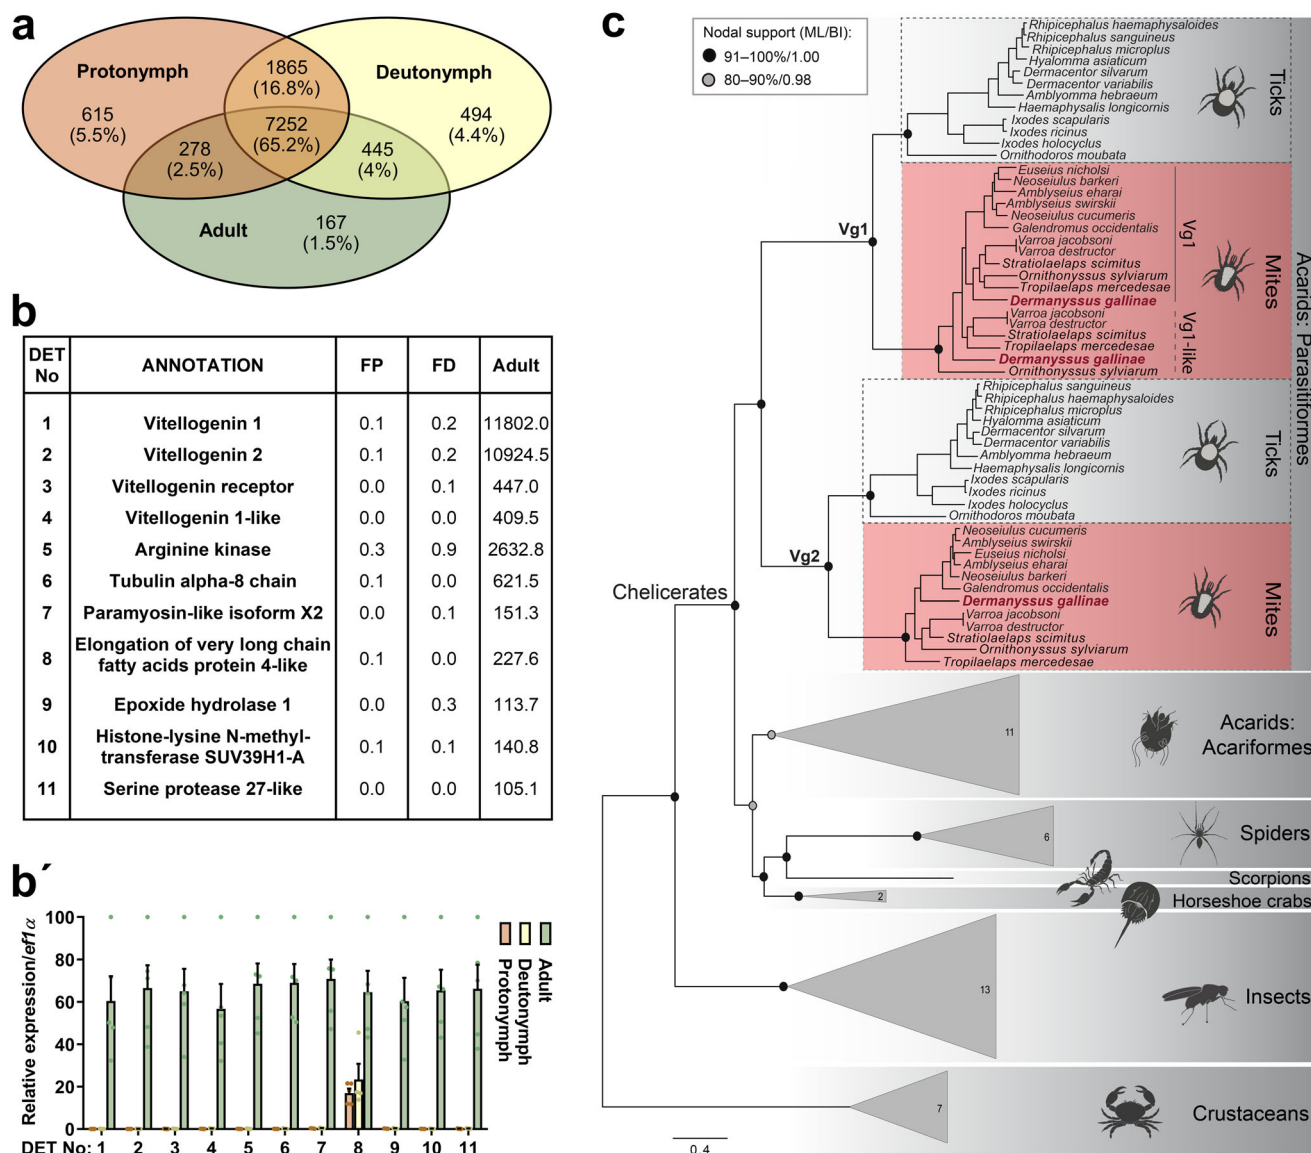 a
Protonymph
Deutonymph
Adult
615
(5.5%)
1865
(16.8%)
494
(4.4%)
7252
(65.2%)
278
(2.5%)
445
(4%)
167
(1.5%)
b
DET No ANNOTATION FP FD Adult
1 Vitellogenin 1 0.1 0.2 11802.0
2 Vitellogenin 2 0.1 0.2 10924.5
3 Vitellogenin receptor 0.0 0.1 447.0
4 Vitellogenin 1-like 0.0 0.0 409.5
5 Arginine kinase 0.3 0.9 2632.8
6 Tubulin alpha-8 chain 0.1 0.0 621.5
7 Paramyosin-like isoform X2 0.0 0.1 151.3
8 Elongation of very long chain
fatty acids protein 4-like 0.1 0.0 227.6
9 Epoxide hydrolase 1 0.0 0.3 113.7
10 Histone-lysine N-methyl-
transferase SUV39H1-A 0.1 0.1 140.8
11 Serine protease 27-like 0.0 0.0 105.1
b´
Relative expression/ef1α
100
80
60
40
20
0
DET No: 1 2 3 4 5 6 7 8 9 10 11
Protonymph
Deutonymph
Adult
c
Nodal support (ML/BI):
91–100%/1.00
80–90%/0.98
Rhipicephalus haemaphysaloides
Rhipicephalus sanguineus
Rhipicephalus microplus
Hyalomma asiaticum
Dermacentor silvarum
Dermacentor variabilis
Amblyomma hebraeum
Haemaphysalis longicornis
Ixodes scapularis
Ixodes ricinus
Ixodes holocyclus
Ornithodoros moubata
Ticks
Euseius nicholsi
Neoseiulus barkeri
Amblyseius eharai
Amblyseius swirskii
Neoseiulus cucumeris
Galendromus occidentalis
Varroa jacobsoni
Varroa destructor
Stratiolaelaps scimitus
Ornithonyssus sylviarum
Tropilaelaps mercedesae
Dermanyssus gallinae
Varroa jacobsoni
Varroa destructor
Stratiolaelaps scimitus
Tropilaelaps mercedesae
Dermanyssus gallinae
Ornithonyssus sylviarum
Vg1
Vg1-like
Mites
Acarids: Parasitiformes
Vg1
Rhipicephalus sanguineus
Rhipicephalus haemaphysaloides
Rhipicephalus microplus
Hyalomma asiaticum
Dermacentor silvarum
Dermacentor variabilis
Amblyomma hebraeum
Haemaphysalis longicornis
Ixodes scapularis
Ixodes ricinus
Ixodes holocyclus
Ornithodoros moubata
Ticks
Vg2
Neoseiulus cucumeris
Amblyseius swirskii
Euseius nicholsi
Amblyseius eharai
Neoseiulus barkeri
Galendromus occidentalis
Dermanyssus gallinae
Varroa jacobsoni
Varroa destructor
Stratiolaelaps scimitus
Ornithonyssus sylviarum
Tropilaelaps mercedesae
Mites
Chelicerates
11
Acarids:
Acariformes
6
Spiders
Scorpions
2
Horseshoe crabs
13
Insects
7
Crustaceans
0.4